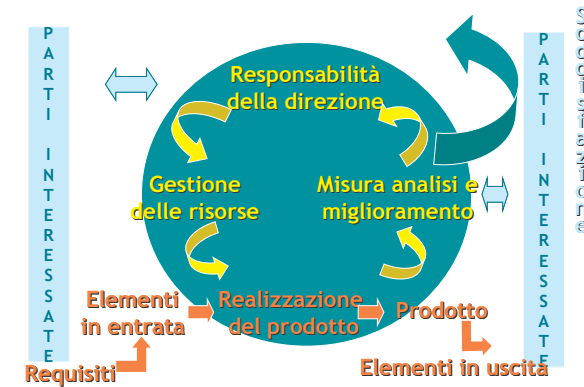 PARTI INTERESSATE
Responsabilità
della direzione
Gestione
delle risorse
Misura analisi e
miglioramento
Elementi
in entrata
Realizzazione
del prodotto
Prodotto
Requisiti
Elementi in uscita
PARTI INTERESSATE
Soddisfazione